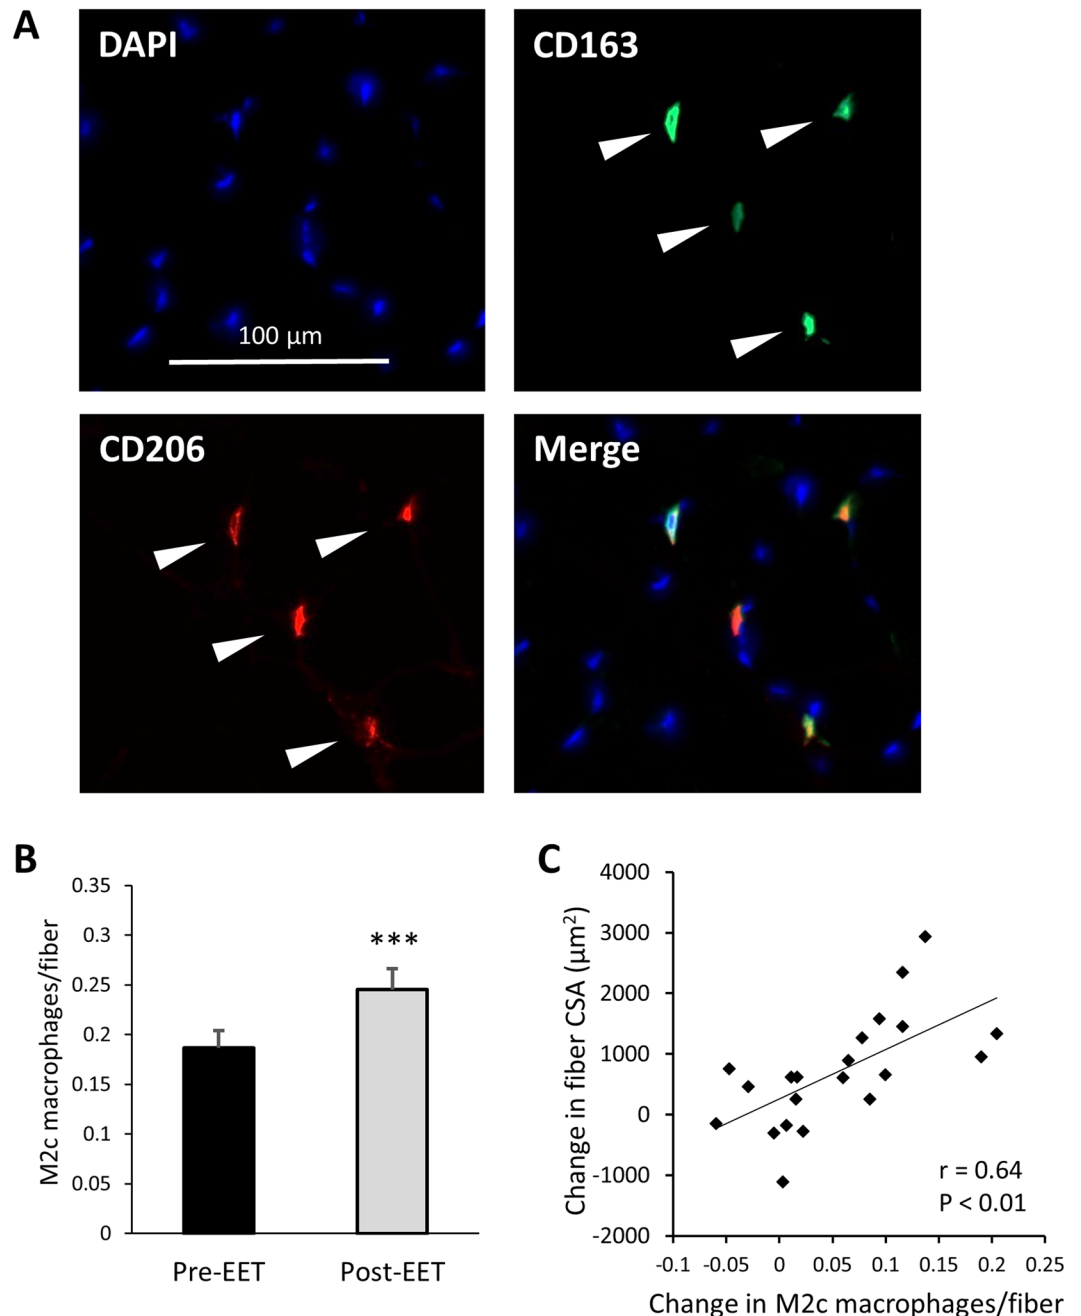 A
DAPI
CD163
100 µm
CD206
Merge
B
C
M2c macrophages/fiber
0.35
0.3
0.25
0.2
0.15
0.1
0.05
0
***
Pre-EET
Post-EET
Change in fiber CSA (µm²)
4000
3000
2000
1000
0
-1000
-2000
r = 0.64
P < 0.01
-0.1 -0.05 0 0.05 0.1 0.15 0.2 0.25
Change in M2c macrophages/fiber